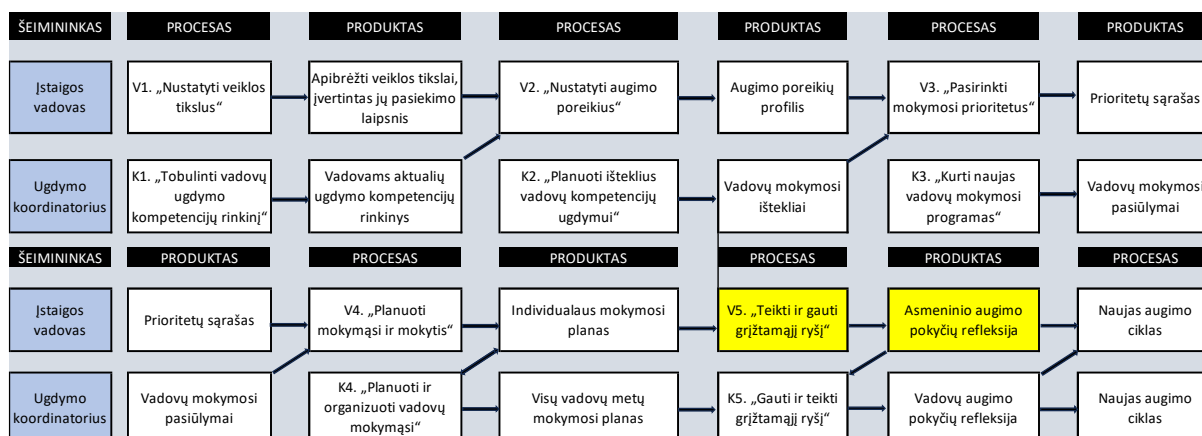 ŠEIMININKAS PROCESAS PRODUKTAS PROCESAS PRODUKTAS PROCESAS PRODUKTAS
Įstaigos
vadovas
V1. „Nustatyti veiklos
tikslus“
Apibrėžti veiklos tikslai,
įvertintas jų pasiekimo
laipsnis
V2. „Nustatyti augimo
poreikius“
Augimo poreikių
profilis
V3. „Pasirinkti
mokymosi prioritetus“
Prioritetų sąrašas
Ugdymo
koordinatorius
K1. „Tobulinti vadovų
ugdymo
kompetencijų rinkinį“
Vadovams aktualių
ugdymo kompetencijų
rinkinys
K2. „Planuoti išteklius
vadovų kompetencijų
ugdymui“
Vadovų mokymosi
ištekliai
K3. „Kurti naujas
vadovų mokymosi
programas“
Vadovų mokymosi
pasiūlymai
ŠEIMININKAS PRODUKTAS PROCESAS PRODUKTAS PROCESAS PRODUKTAS PROCESAS
Įstaigos
vadovas
Prioritetų sąrašas
V4. „Planuoti
mokymąsi ir mokytis“
Individualaus mokymosi
planas
V5. „Teikti ir gauti
grįžtamąjį ryšį“
Asmeninio augimo
pokyčių refleksija
Naujas augimo
ciklas
Ugdymo
koordinatorius
Vadovų mokymosi
pasiūlymai
K4. „Planuoti ir
organizuoti vadovų
mokymąsi“
Visų vadovų metų
mokymosi planas
K5. „Gauti ir teikti
grįžtamąjį ryšį“
Vadovų augimo
pokyčių refleksija
Naujas augimo
ciklas